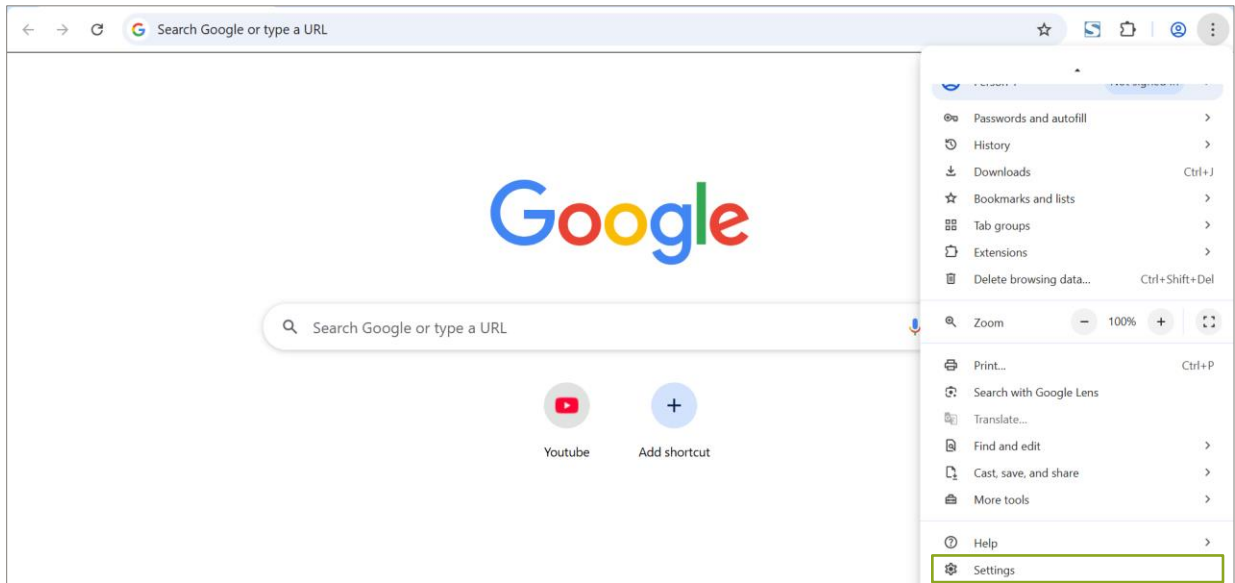 Search Google or type a URL
Passwords and autofill
History
Downloads Ctrl+J
Bookmarks and lists
Tab groups
Extensions
Delete browsing data... Ctrl+Shift+Del
Google
Zoom - 100% +
Search Google or type a URL
Print... Ctrl+P
Search with Google Lens
Translate...
Find and edit
Youtube Add shortcut
Cast, save, and share
More tools
Help
Settings